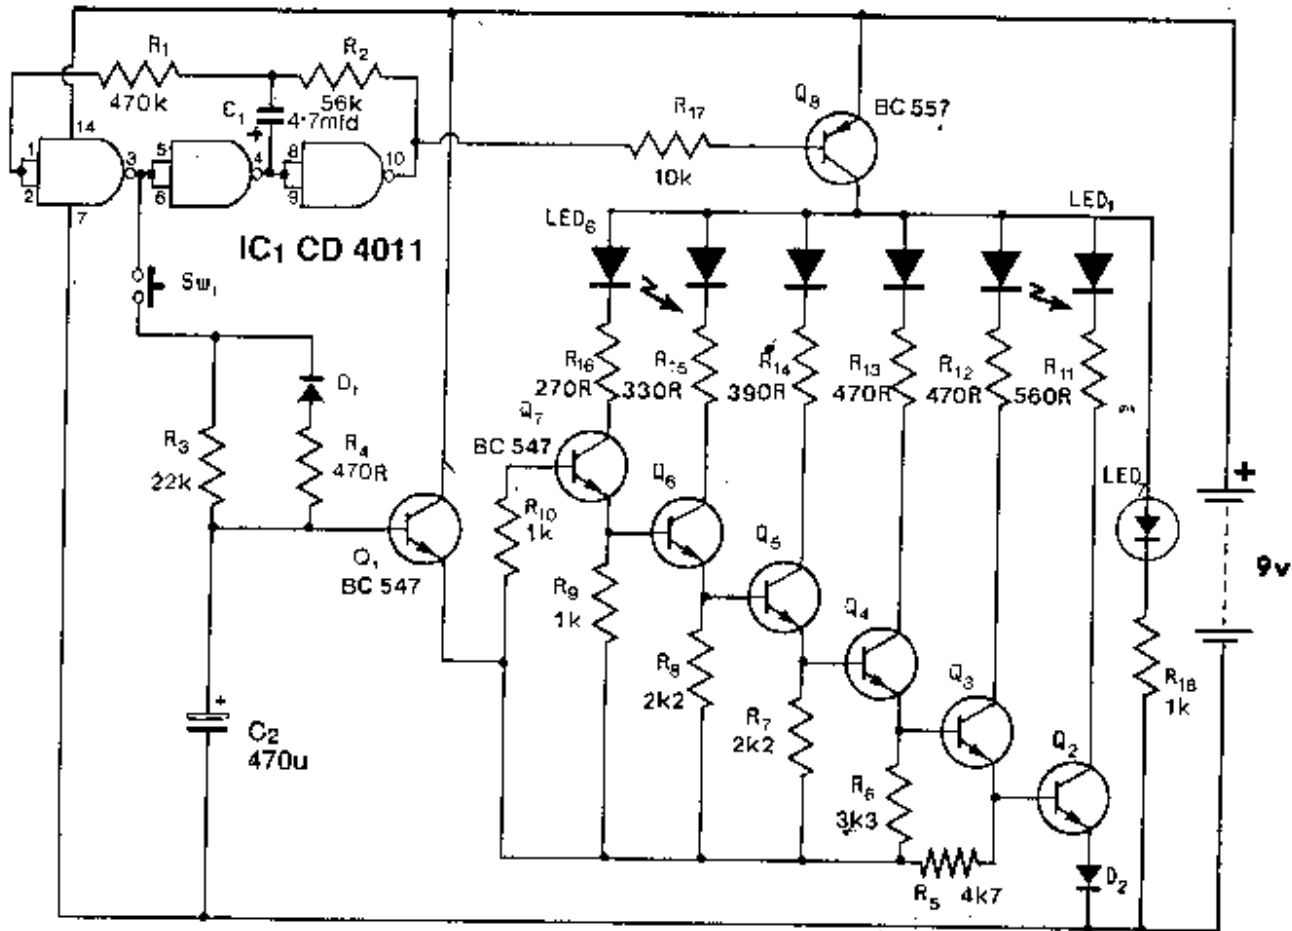 R1
470k
R2
56k
C1
+
4.7mfd
R17
10k
Q8
BC 557
14
1
2
3
7
5
6
4
8
9
10
IC1 CD 4011
Sw1
LED6
LED1
D1
R3
22k
R4
470R
R16
270R
R15
330R
R14
390R
R13
470R
R12
470R
R11
560R
Q7
BC 547
Q6
Q5
Q4
Q3
Q2
R10
1k
Q1
BC 547
R9
1k
R8
2k2
R7
2k2
R6
3k3
R5
4k7
D2
LED7
R18
1k
+
9v
+
C2
470u